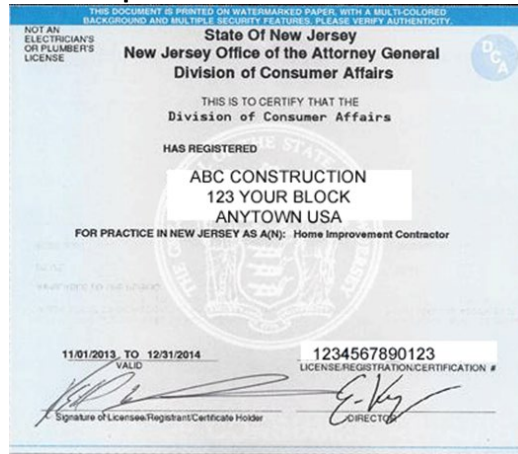 THIS DOCUMENT IS PRINTED ON WATERMARKED PAPER, WITH A MULTI-COLORED
BACKGROUND AND MULTIPLE SECURITY FEATURES. PLEASE VERIFY AUTHENTICITY.
NOT AN
ELECTRICIAN'S
OR PLUMBER'S
LICENSE
State Of New Jersey
New Jersey Office of the Attorney General
Division of Consumer Affairs
DCA
THIS IS TO CERTIFY THAT THE
Division of Consumer Affairs
HAS REGISTERED
ABC CONSTRUCTION
123 YOUR BLOCK
ANYTOWN USA
FOR PRACTICE IN NEW JERSEY AS A(N): Home Improvement Contractor
11/01/2013 TO 12/31/2014
VALID
1234567890123
LICENSE/REGISTRATION/CERTIFICATION #
Signature of Licensee/Registrant/Certificate Holder
DIRECTOR